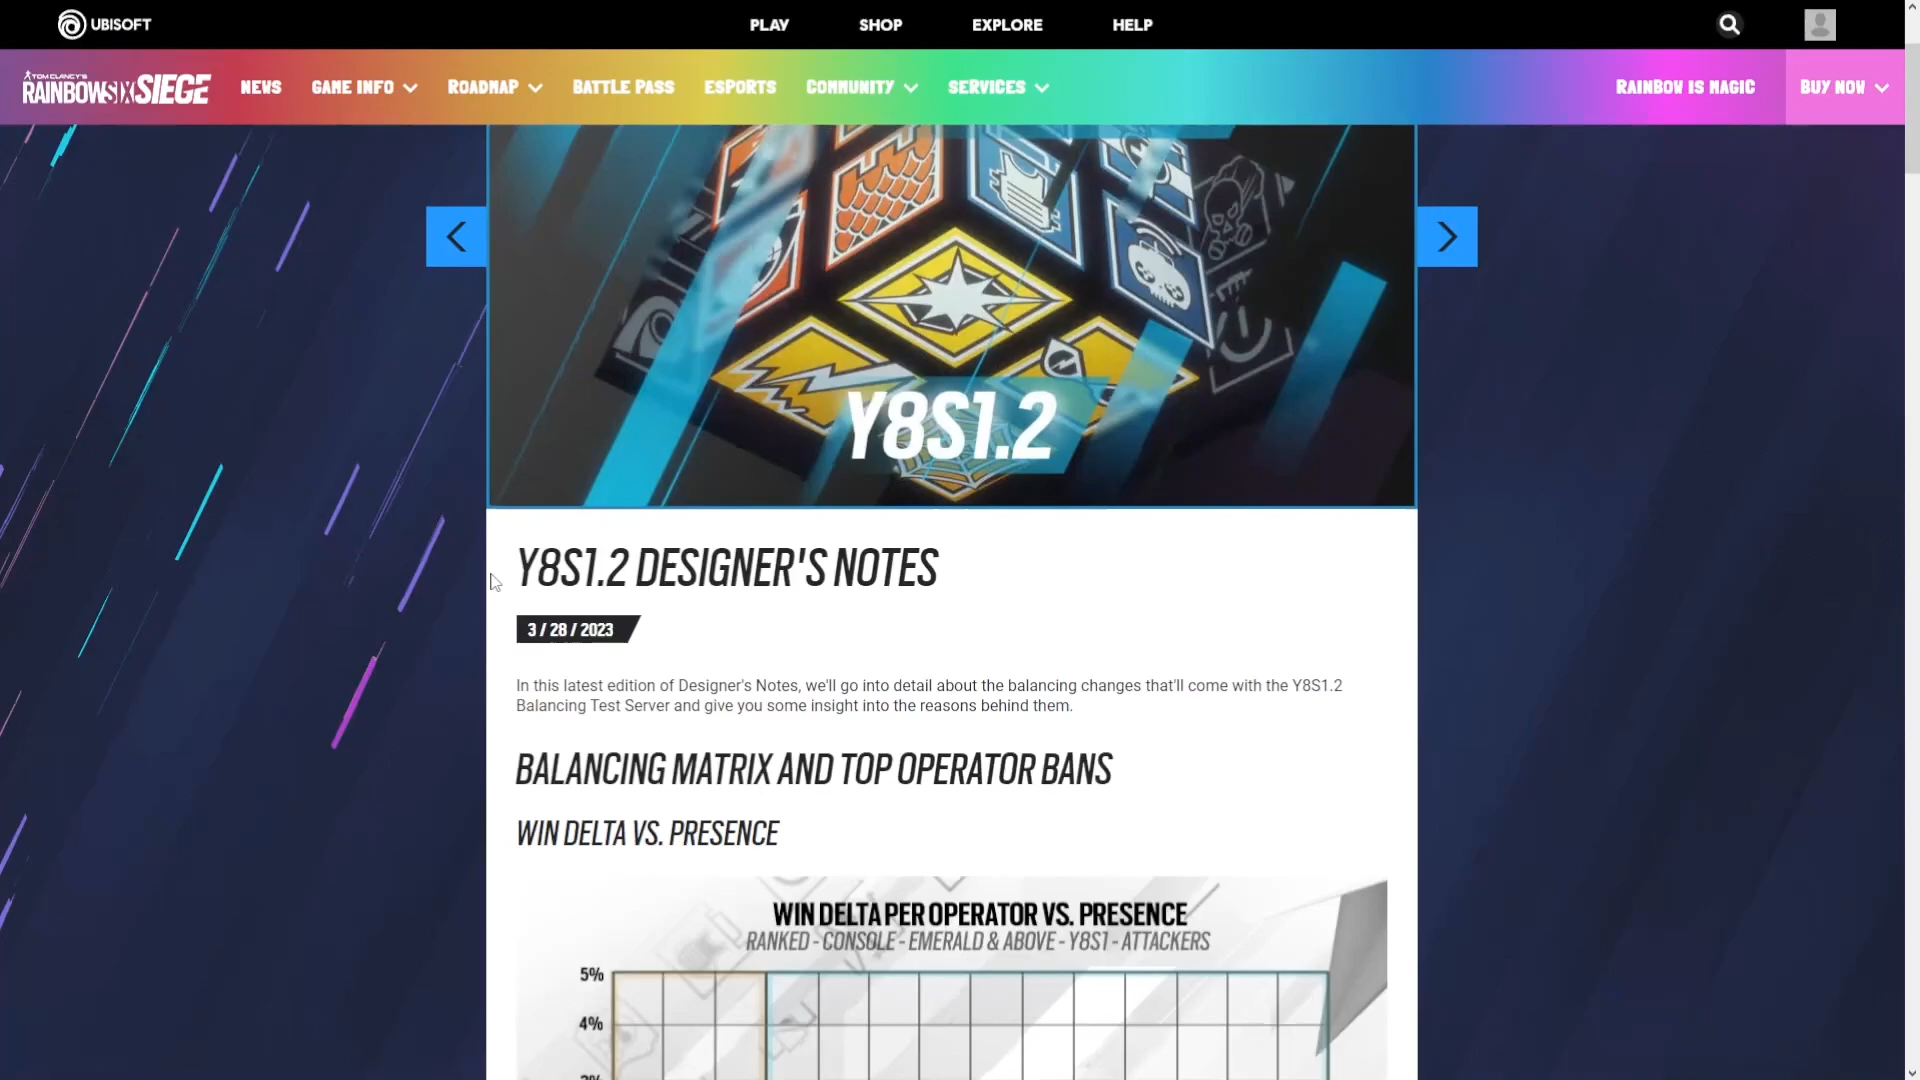 UBISOFT
PLAY
SHOP
EXPLORE
HELP
TOM CLANCY'S
RAINBOWSIX SIEGE
NEWS
GAME INFO
ROADMAP
BATTLE PASS
ESPORTS
COMMUNITY
SERVICES
RAINBOW IS MAGIC
BUY NOW
Y8S1.2
Y8S1.2 DESIGNER'S NOTES
3 / 28 / 2023
In this latest edition of Designer's Notes, we'll go into detail about the balancing changes that'll come with the Y8S1.2
Balancing Test Server and give you some insight into the reasons behind them.
BALANCING MATRIX AND TOP OPERATOR BANS
WIN DELTA VS. PRESENCE
WIN DELTA PER OPERATOR VS. PRESENCE
RANKED - CONSOLE - EMERALD & ABOVE - Y8S1 - ATTACKERS
5%
4%